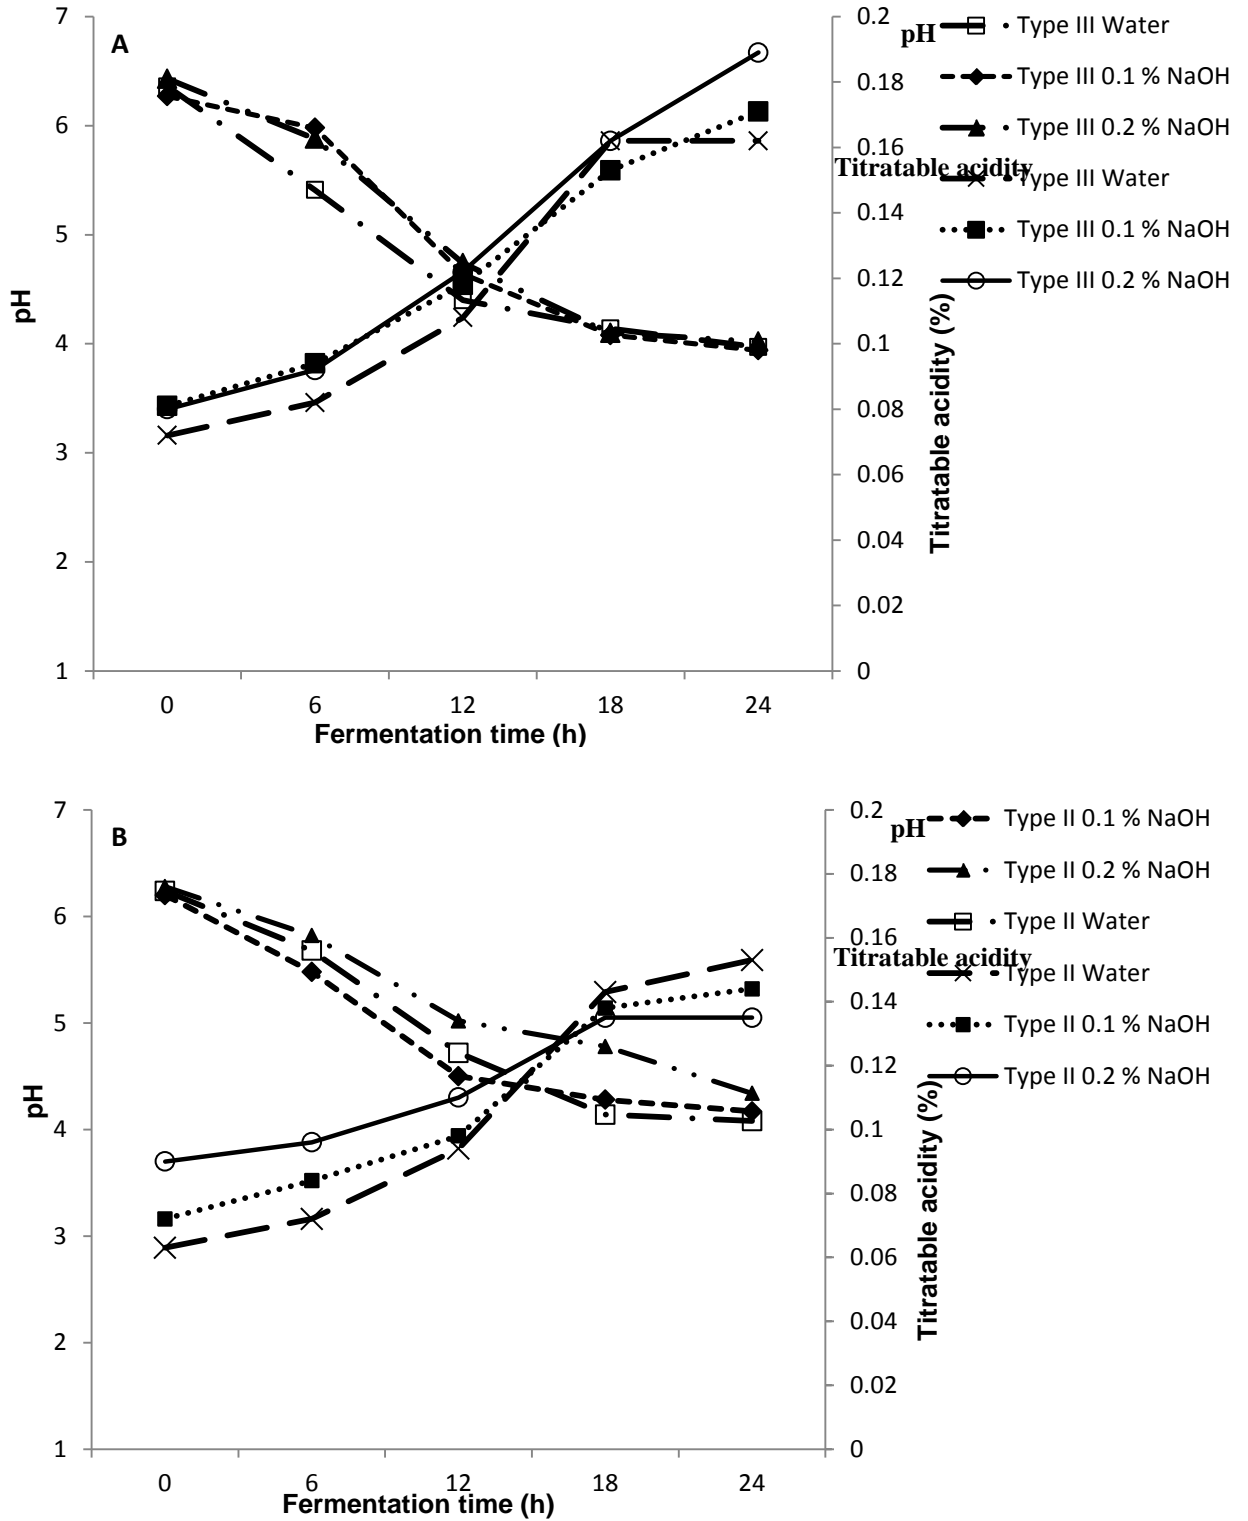 A
7
6
5
4
3
2
1
pH
0
6
12
18
24
Fermentation time (h)
0.2
0.18
0.16
0.14
0.12
0.1
0.08
0.06
0.04
0.02
0
Titratable acidity (%)
pH
Type III Water
Type III 0.1 % NaOH
Type III 0.2 % NaOH
Titratable acidity
Type III Water
Type III 0.1 % NaOH
Type III 0.2 % NaOH
B
7
6
5
4
3
2
1
pH
0
6
12
18
24
Fermentation time (h)
0.2
0.18
0.16
0.14
0.12
0.1
0.08
0.06
0.04
0.02
0
Titratable acidity (%)
pH
Type II 0.1 % NaOH
Type II 0.2 % NaOH
Type II Water
Titratable acidity
Type II Water
Type II 0.1 % NaOH
Type II 0.2 % NaOH